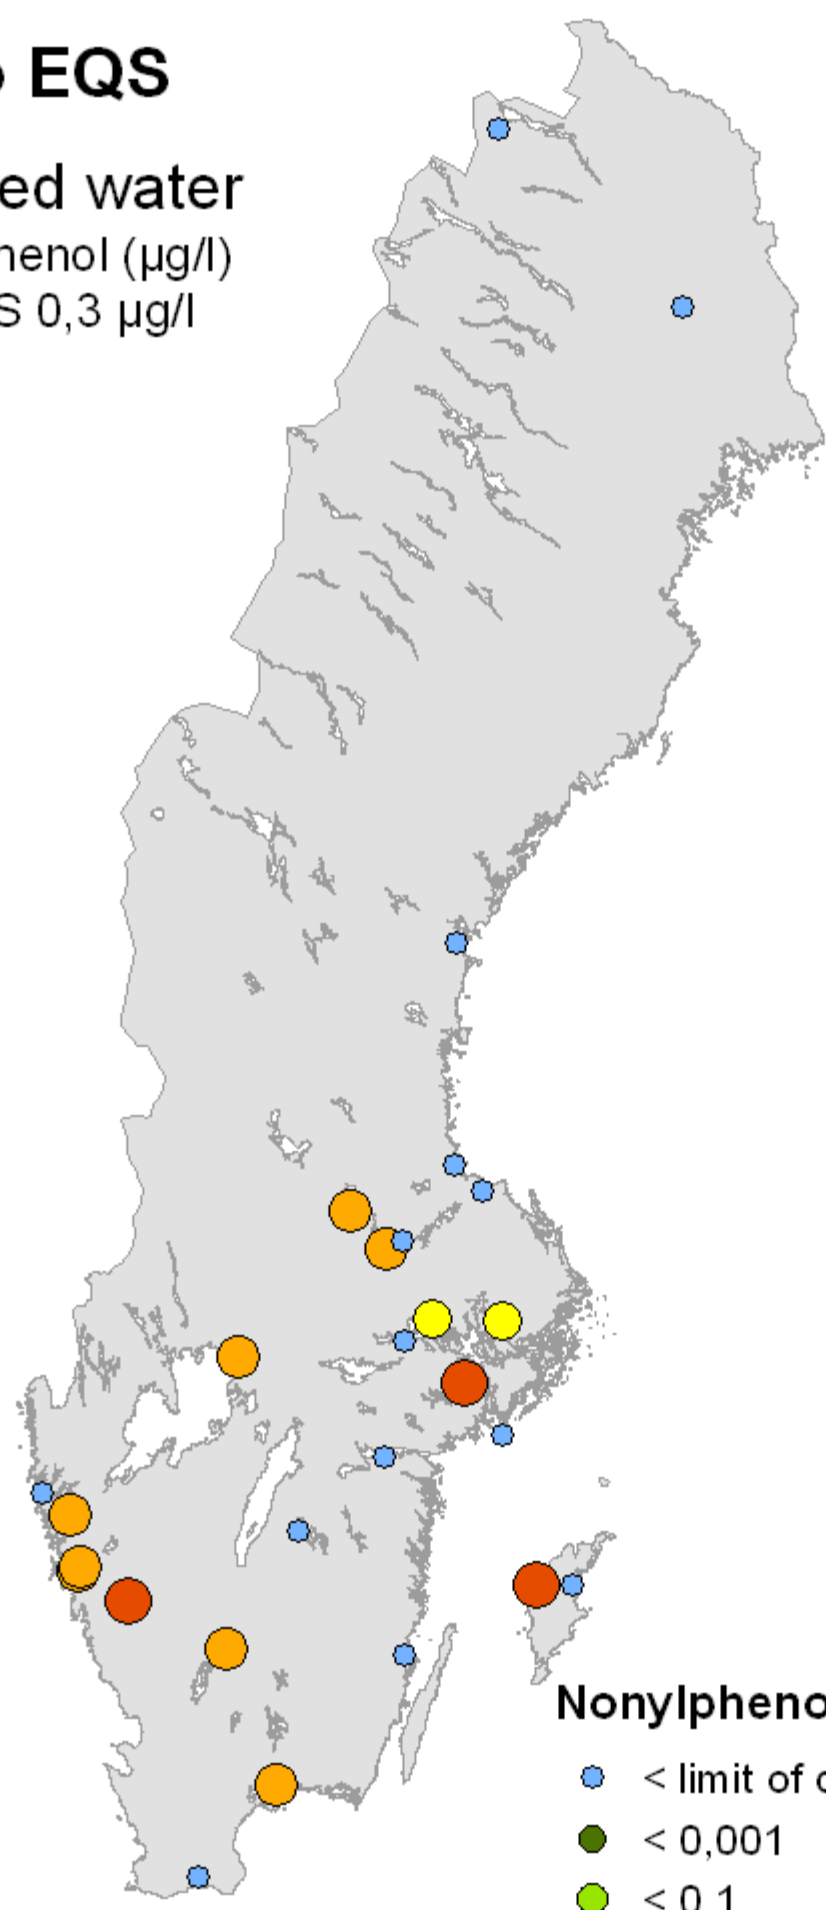 EQS
ed water
henol (µg/l)
S 0,3 µg/l
Nonylpheno
< limit of
< 0,001
< 0,1